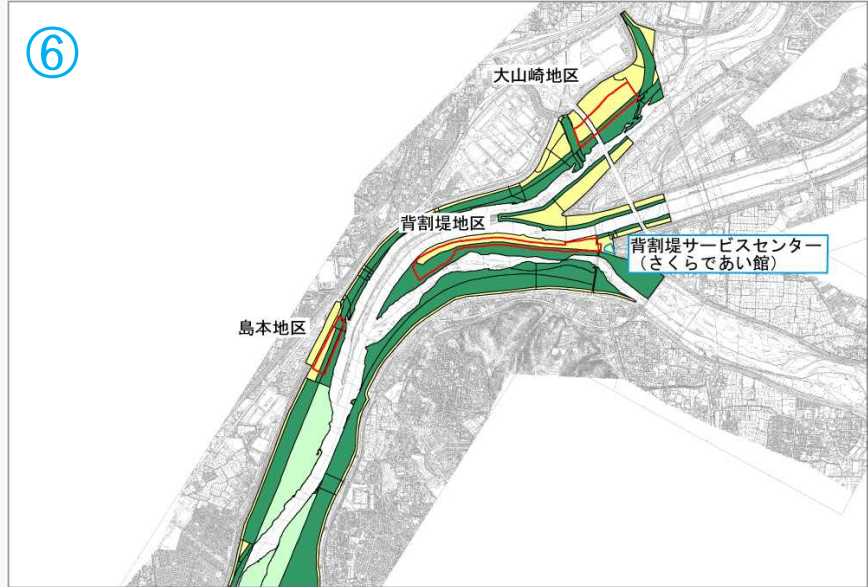 ⑥
大山崎地区
背割堤地区
背割堤サービスセンター
（さくらであい館）
島本地区